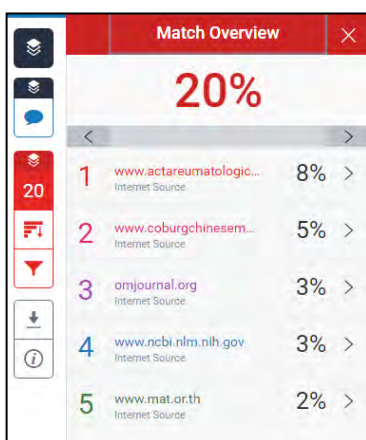 Match Overview
20%
20
1 www.actareumatologic... 8%
Internet Source
2 www.coburgchinesem... 5%
Internet Source
3 omjournal.org 3%
Internet Source
4 www.ncbi.nlm.nih.gov 3%
Internet Source
5 www.mat.or.th 2%
Internet Source